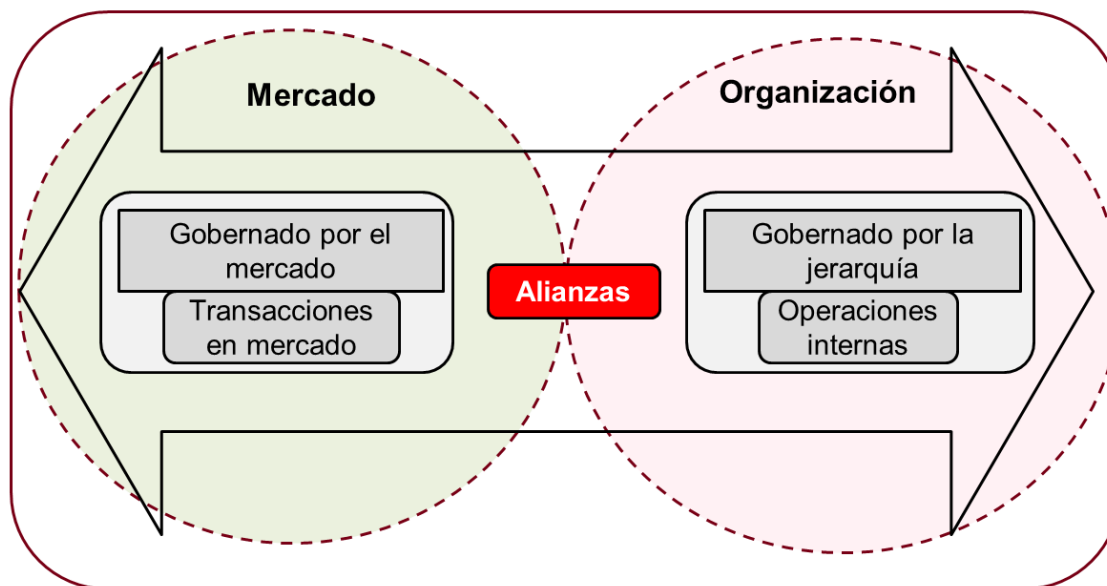 Mercado
Organización
Gobernado por el
mercado
Transacciones
en mercado
Alianzas
Gobernado por la
jerarquía
Operaciones
internas